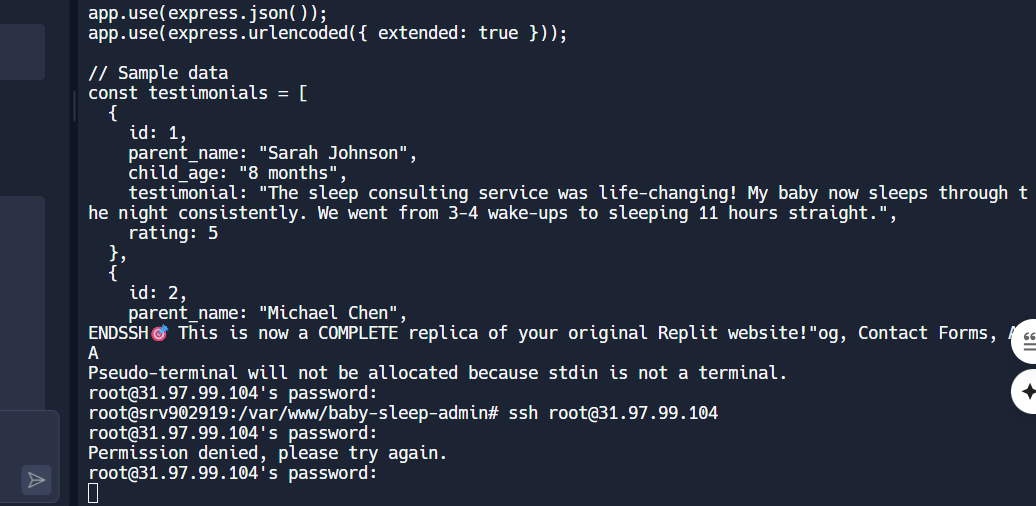 app.use(express.json());
app.use(express.urlencoded({ extended: true }));
// Sample data
const testimonials = [
  {
    id: 1,
    parent_name: "Sarah Johnson",
    child_age: "8 months",
    testimonial: "The sleep consulting service was life-changing! My baby now sleeps through t
he night consistently. We went from 3-4 wake-ups to sleeping 11 hours straight.",
    rating: 5
  },
  {
    id: 2,
    parent_name: "Michael Chen",
ENDSSH🎯 This is now a COMPLETE replica of your original Replit website!"og, Contact Forms,
A
Pseudo-terminal will not be allocated because stdin is not a terminal.
root@31.97.99.104's password:
root@srv902919:/var/www/baby-sleep-admin# ssh root@31.97.99.104
root@31.97.99.104's password:
Permission denied, please try again.
root@31.97.99.104's password: